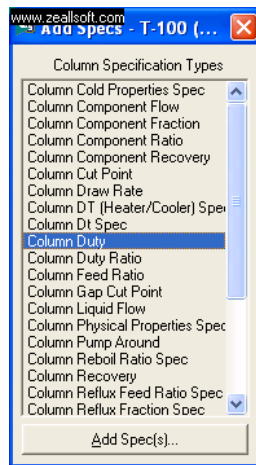 www.zeallsoft.com
Add Specs - T-100 (...
Column Specification Types
Column Cold Properties Spec
Column Component Flow
Column Component Fraction
Column Component Ratio
Column Component Recovery
Column Cut Point
Column Draw Rate
Column DT (Heater/Cooler) Spe
Column Dt Spec
Column Duty
Column Duty Ratio
Column Feed Ratio
Column Gap Cut Point
Column Liquid Flow
Column Physical Properties Spec
Column Pump Around
Column Reboil Ratio Spec
Column Recovery
Column Reflux Feed Ratio Spec
Column Reflux Fraction Spec
Add Spec(s)...